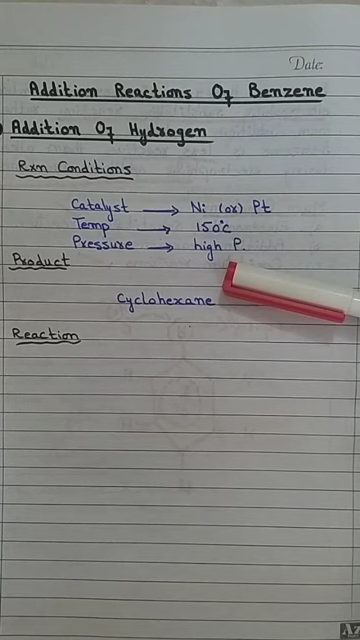 Date:
Addition Reactions Of Benzene
Addition Of Hydrogen
Rxn Conditions
Catalyst → Ni (or) Pt
Temp → 150°c
Pressure → high P.
Product
Cyclohexane
Reaction